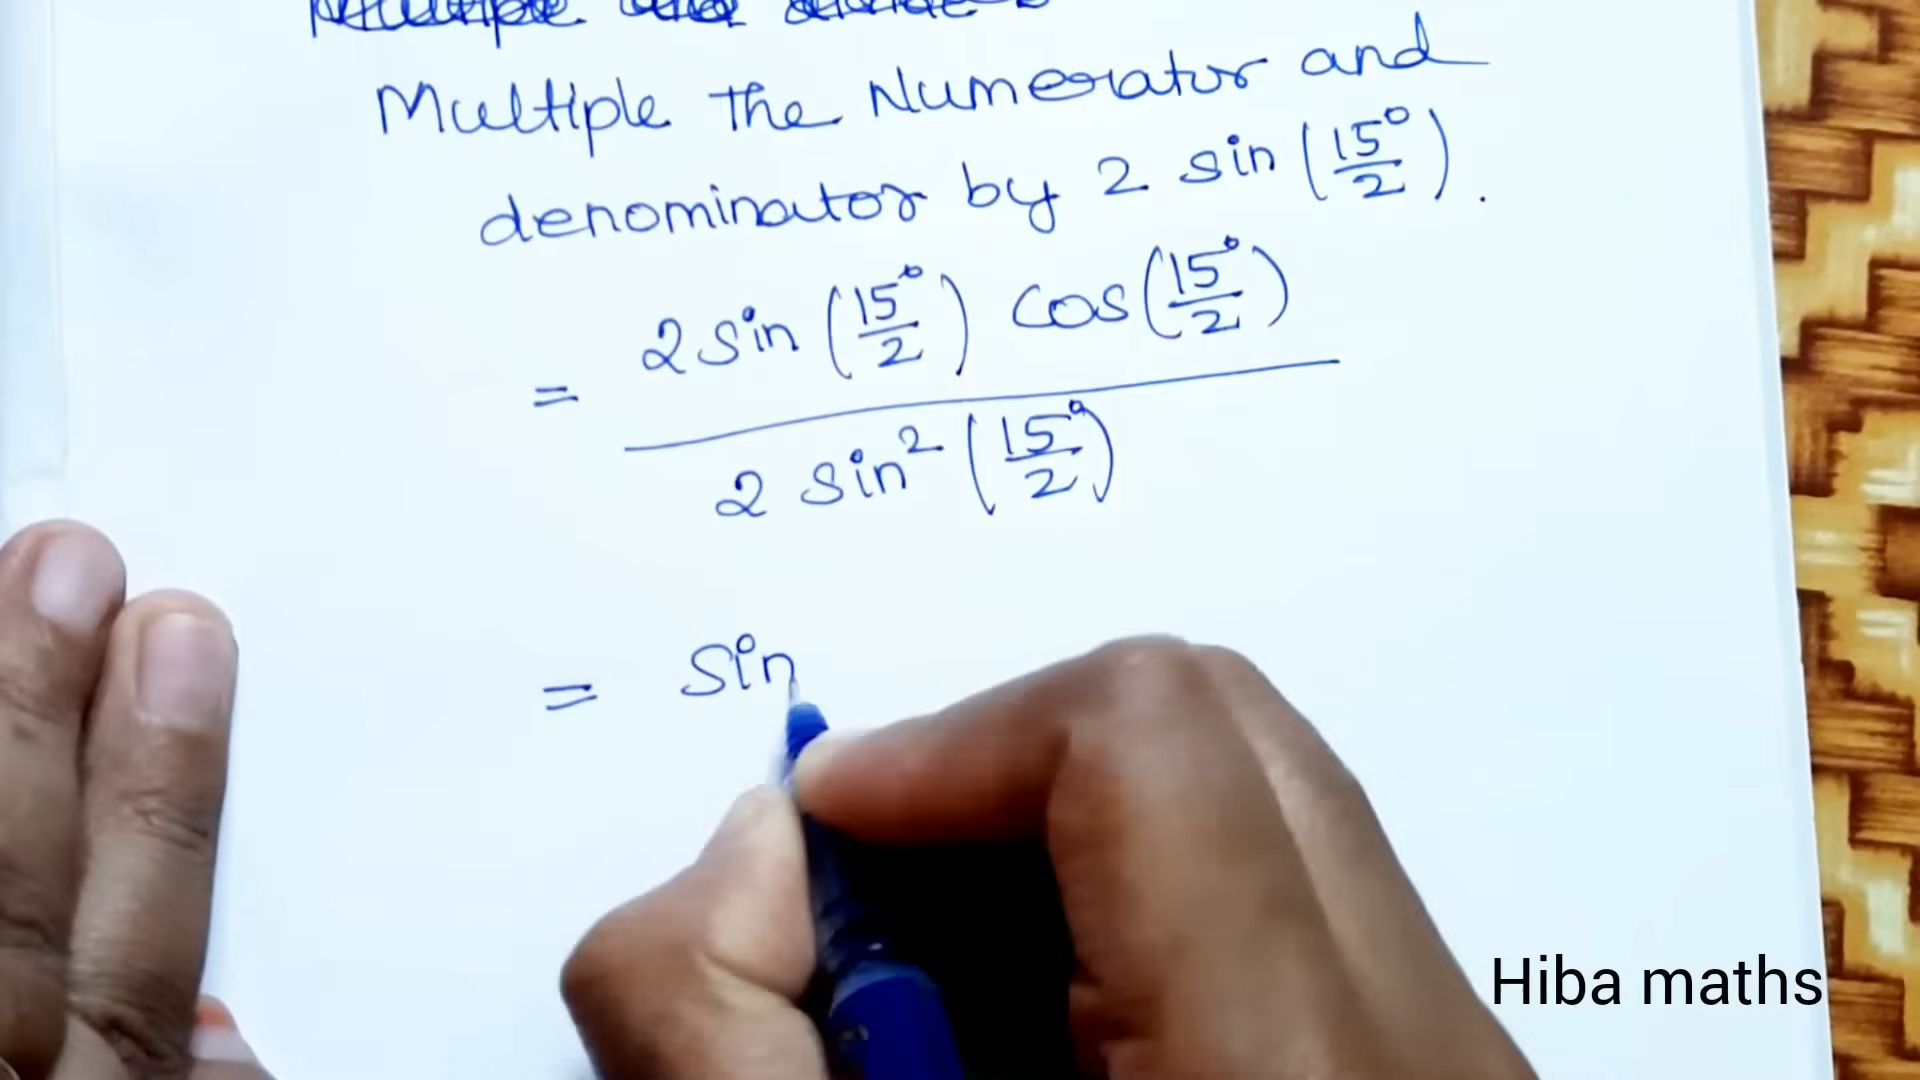 Multiple the Numerator and
denominator by 2 sin (15°/2).
= 2 sin (15°/2) cos (15°/2)
2 sin² (15°/2)
= Sin
Hiba maths